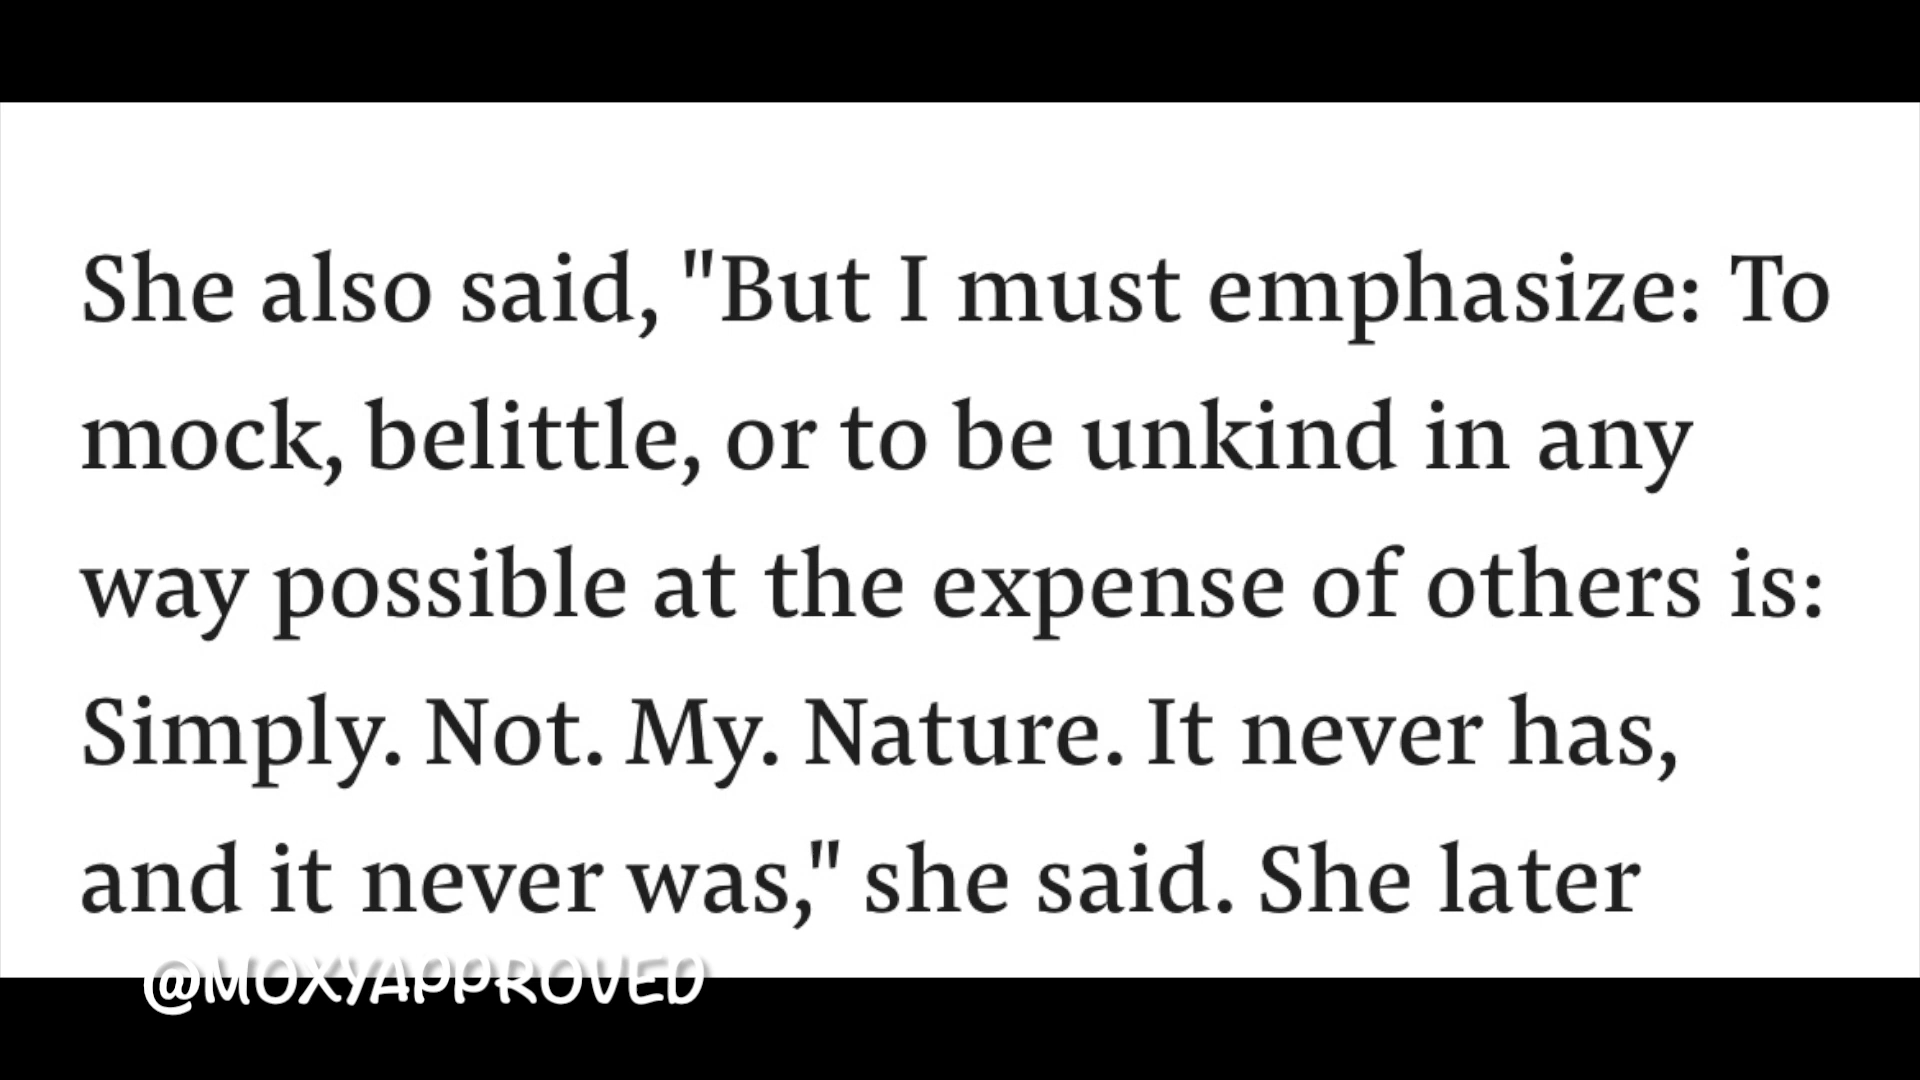 She also said, "But I must emphasize: To
mock, belittle, or to be unkind in any
way possible at the expense of others is:
Simply. Not. My. Nature. It never has,
and it never was," she said. She later
@MOXYAPPROVED